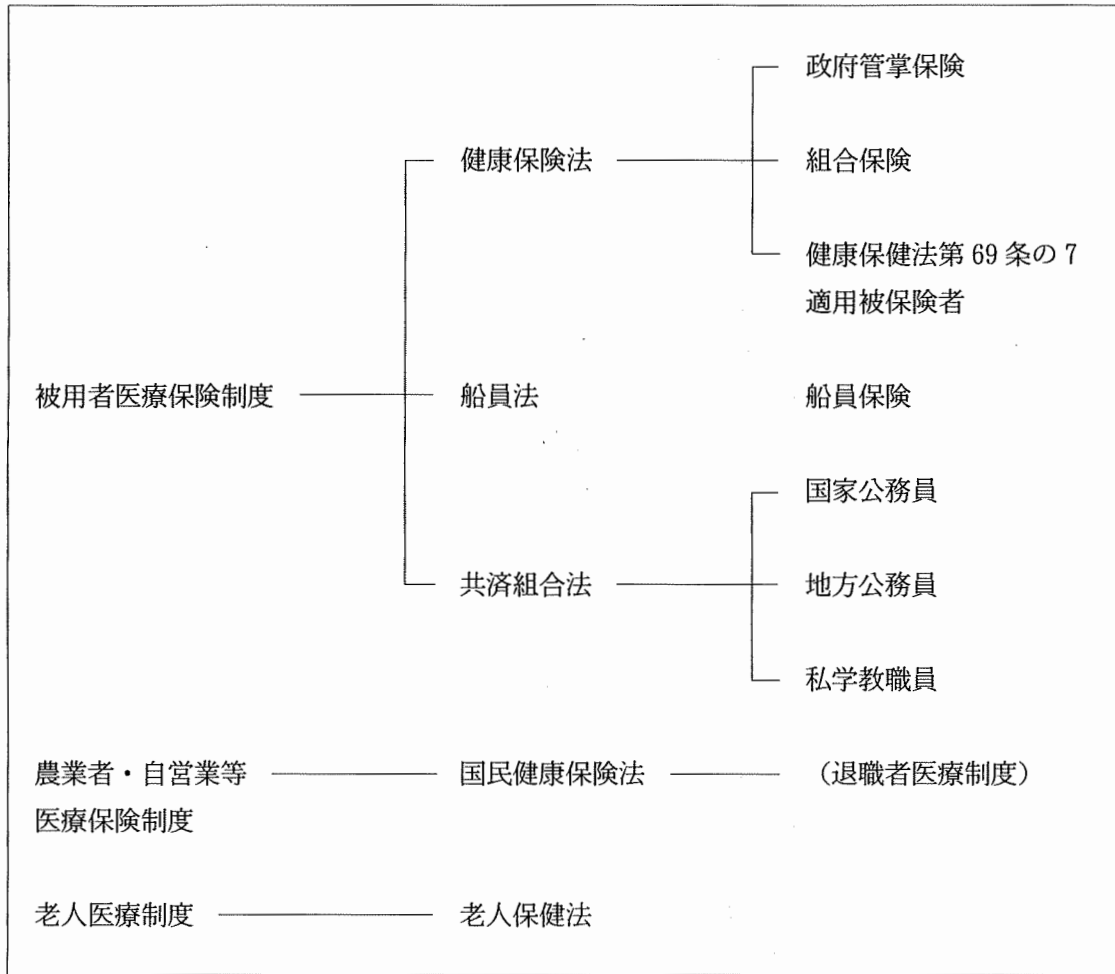 政府管掌保険
健康保険法
組合保険
健康保健法第 69 条の 7
適用被保険者
被用者医療保険制度
船員法
船員保険
国家公務員
共済組合法
地方公務員
私学教職員
農業者・自営業等
医療保険制度
国民健康保険法
(退職者医療制度)
老人医療制度
老人保健法